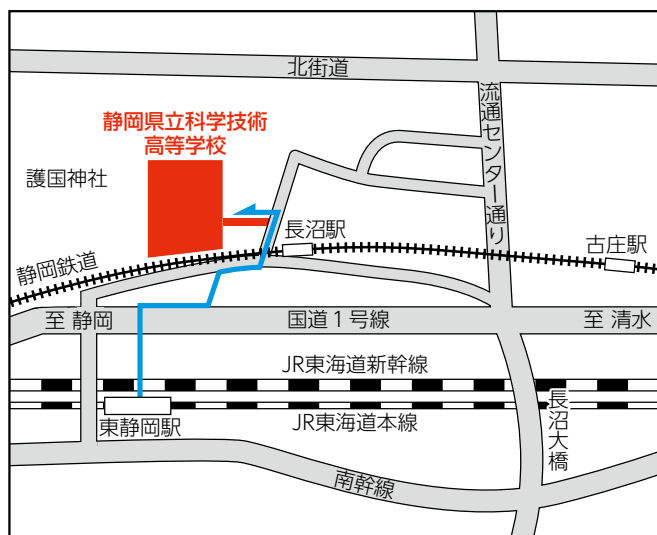 北街道
静岡県立科学技術
高等学校
流通センター通り
護国神社
長沼駅
古庄駅
静岡鉄道
至 静岡
国道1号線
至 清水
JR東海道新幹線
JR東海道本線
東静岡駅
長沼大橋
南幹線